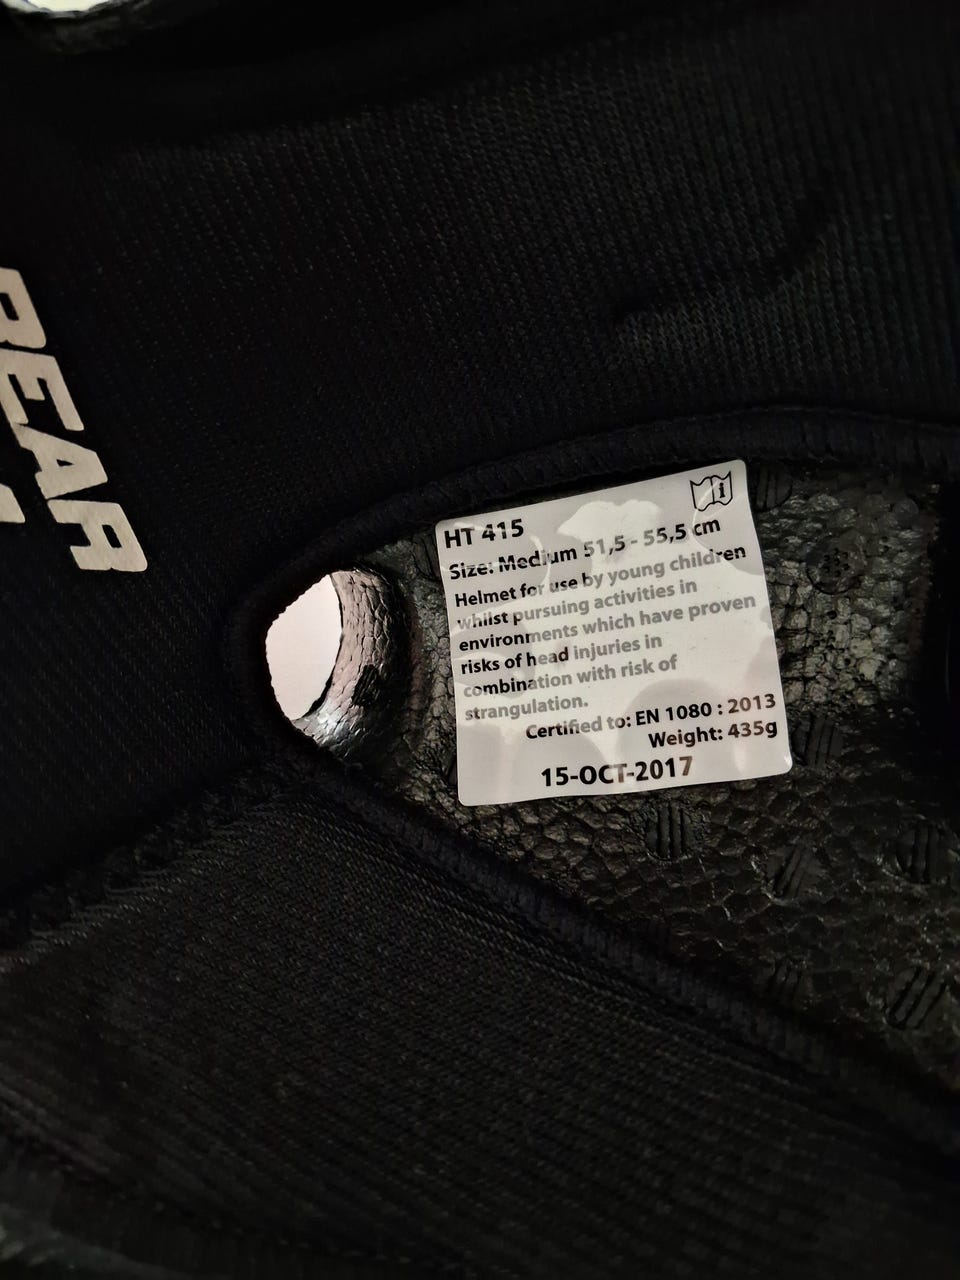 REAR
HT 415
Size: Medium 51,5 - 55,5 cm
Helmet for use by young children
whilst pursuing activities in
environments which have proven
risks of head injuries in
combination with risk of
strangulation.
Certified to: EN 1080 : 2013
Weight: 435g
15-OCT-2017